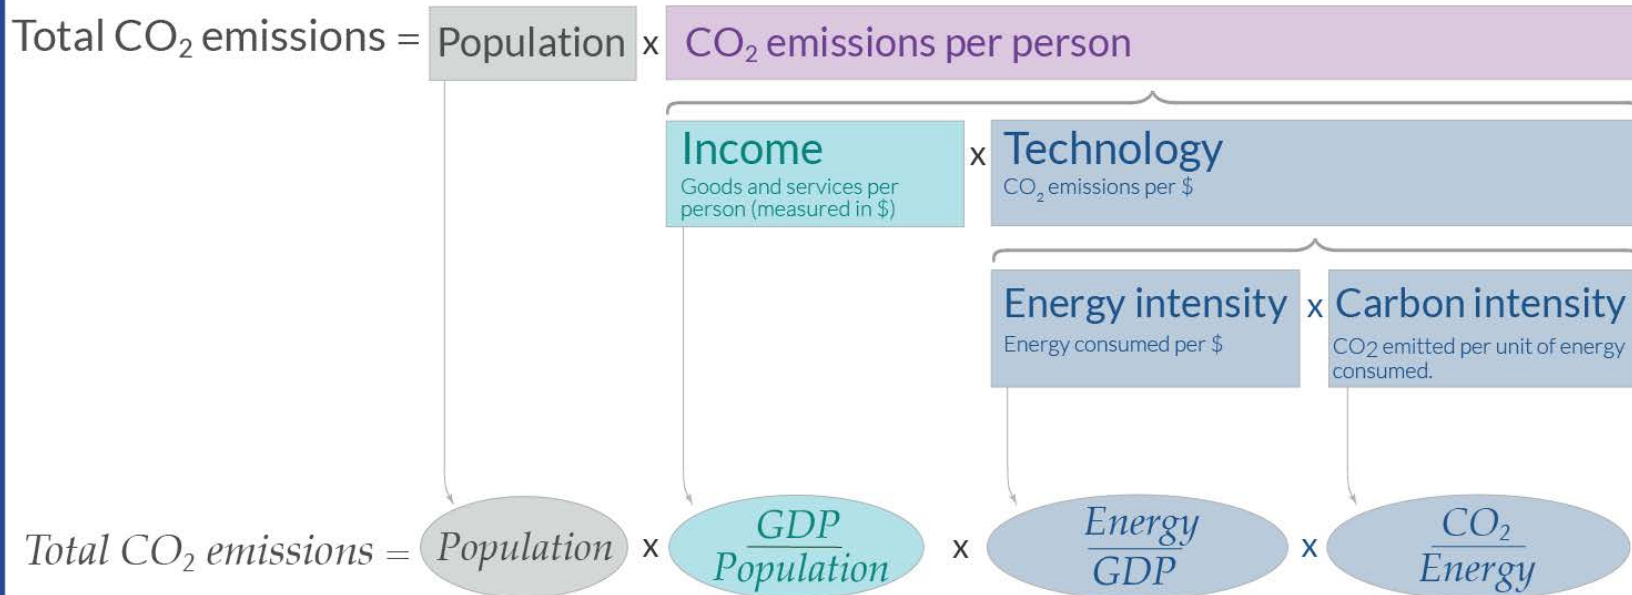 Total CO₂ emissions = Population x CO₂ emissions per person
Income x Technology
Goods and services per
person (measured in $)
CO₂ emissions per $
Energy intensity x Carbon intensity
Energy consumed per $
CO2 emitted per unit of energy
consumed.
Total CO₂ emissions = Population x GDP/Population x Energy/GDP x CO₂/Energy